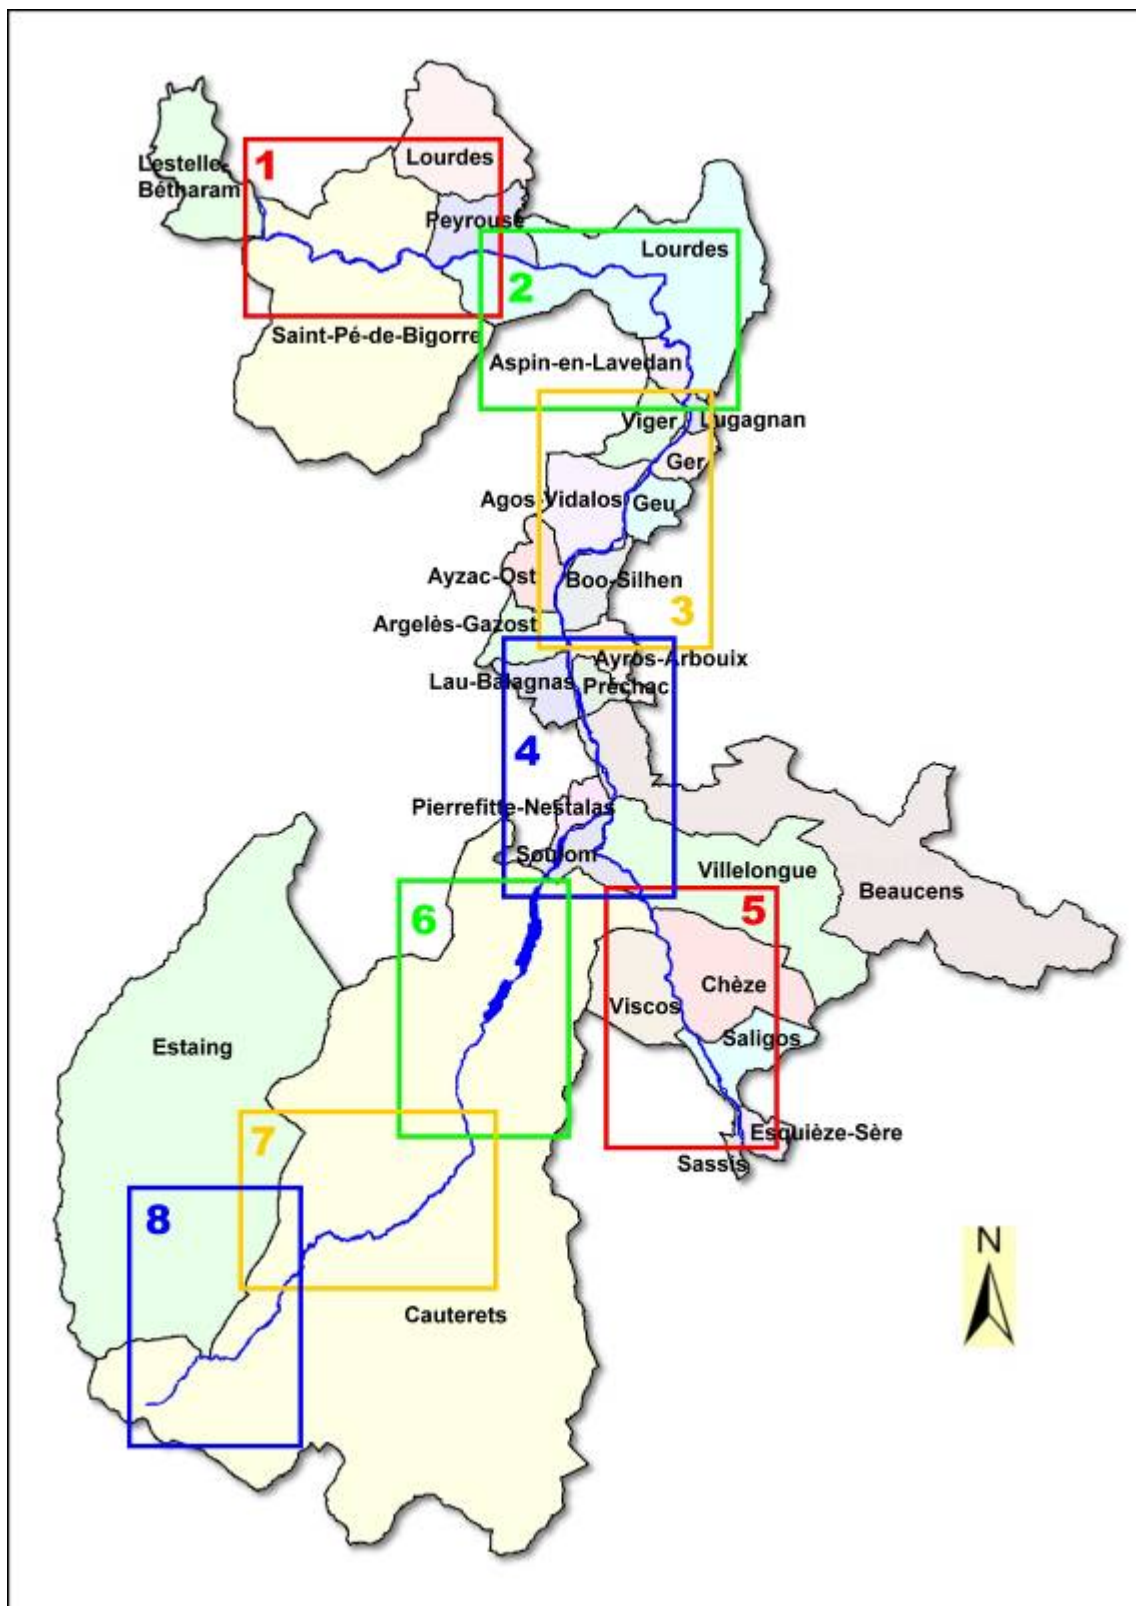 Lourdes
1
Lestelle-
Bétharam
Peyrouse
Lourdes
2
Saint-Pé-de-Bigorre
Aspin-en-Lavedan
Viger
Lugagnan
Ger
Agos-Vidalos
Geu
Ayzac-Ost
Boo-Silhen
3
Argelès-Gazost
Ayros-Arbouix
Lau-Balagnas
Préchac
4
Pierrefitte-Nestalas
Soulom
Villelongue
Beaucens
5
6
Chèze
Viscos
Saligos
Estaing
Esquièze-Sère
7
Sassis
8
N
Cauterets